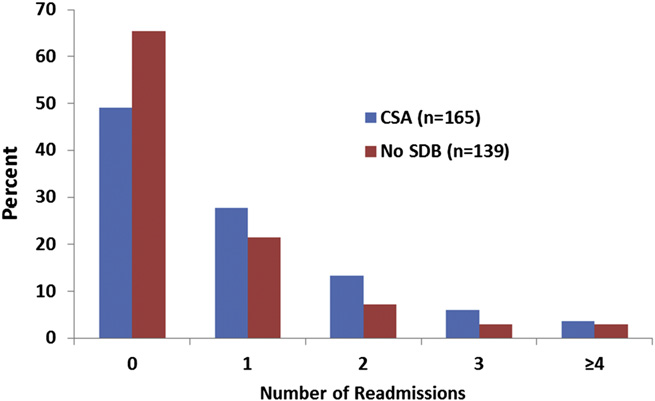 70
60
50
40
30
20
10
0
Percent
CSA (n=165)
No SDB (n=139)
0 1 2 3 ≥4
Number of Readmissions